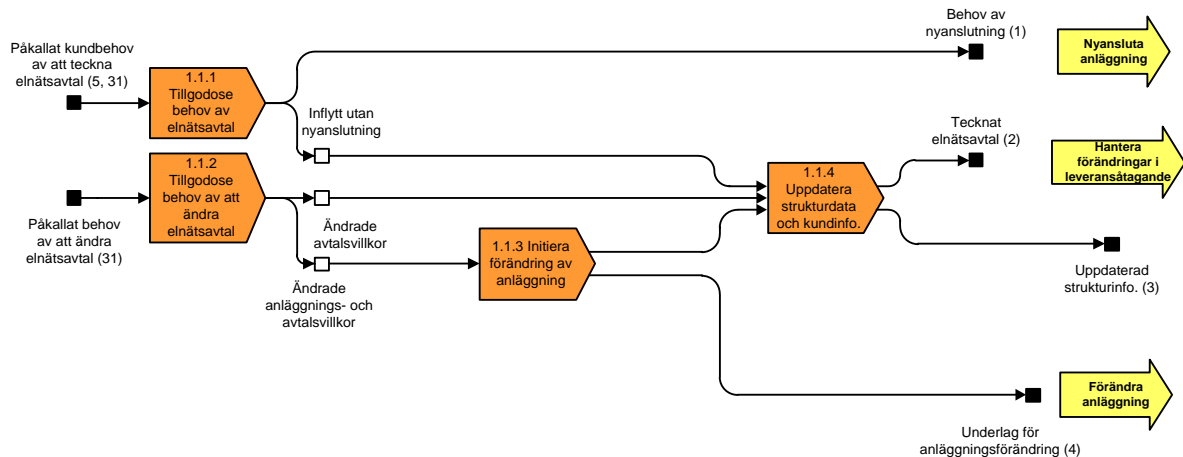 Påkallat kundbehov
av att teckna
elnätsavtal (5, 31)
1.1.1
Tillgodose
behov av
elnätsavtal
Behov av
nyanslutning (1)
Nyansluta
anläggning
Inflytt utan
nyanslutning
Tecknat
elnätsavtal (2)
Hantera
förändringar i
leveransåtagande
1.1.2
Tillgodose
behov av att
ändra
elnätsavtal
1.1.4
Uppdatera
strukturdata
och kundinfo.
Påkallat behov
av att ändra
elnätsavtal (31)
Ändrade
avtalsvillkor
1.1.3 Initiera
förändring av
anläggning
Uppdaterad
strukturinfo. (3)
Ändrade
anläggnings- och
avtalsvillkor
Förändra
anläggning
Underlag för
anläggningsförändring (4)